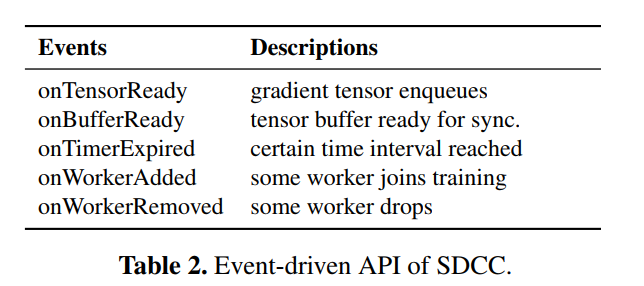 Events Descriptions
onTensorReady gradient tensor enqueues
onBufferReady tensor buffer ready for sync.
onTimerExpired certain time interval reached
onWorkerAdded some worker joins training
onWorkerRemoved some worker drops
Table 2. Event-driven API of SDCC.